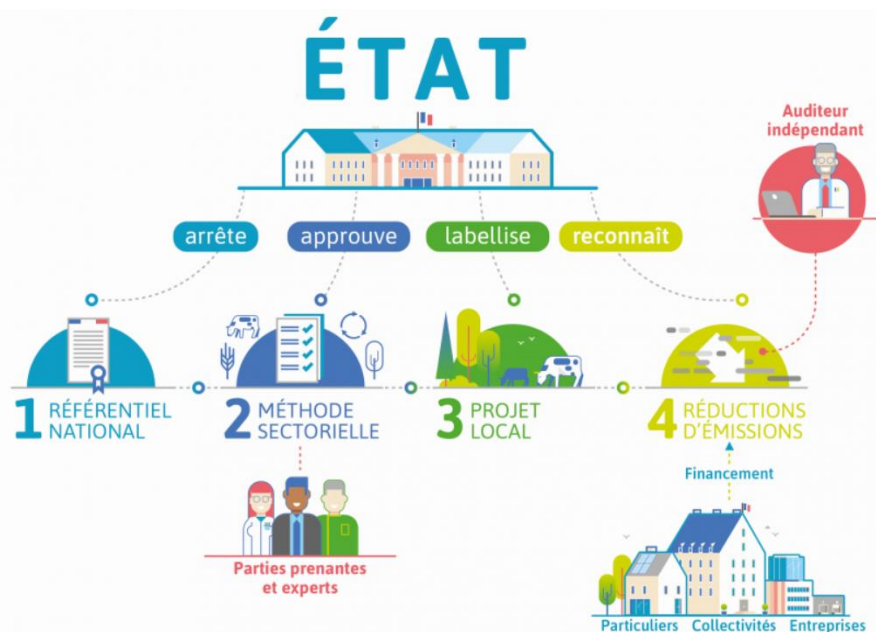 ÉTAT
Auditeur
indépendant
arrête
approuve
labellise
reconnaît
1 RÉFÉRENTIEL
NATIONAL
2 MÉTHODE
SECTORIELLE
3 PROJET
LOCAL
4 RÉDUCTIONS
D'ÉMISSIONS
Financement
Parties prenantes
et experts
Particuliers Collectivités Entreprises